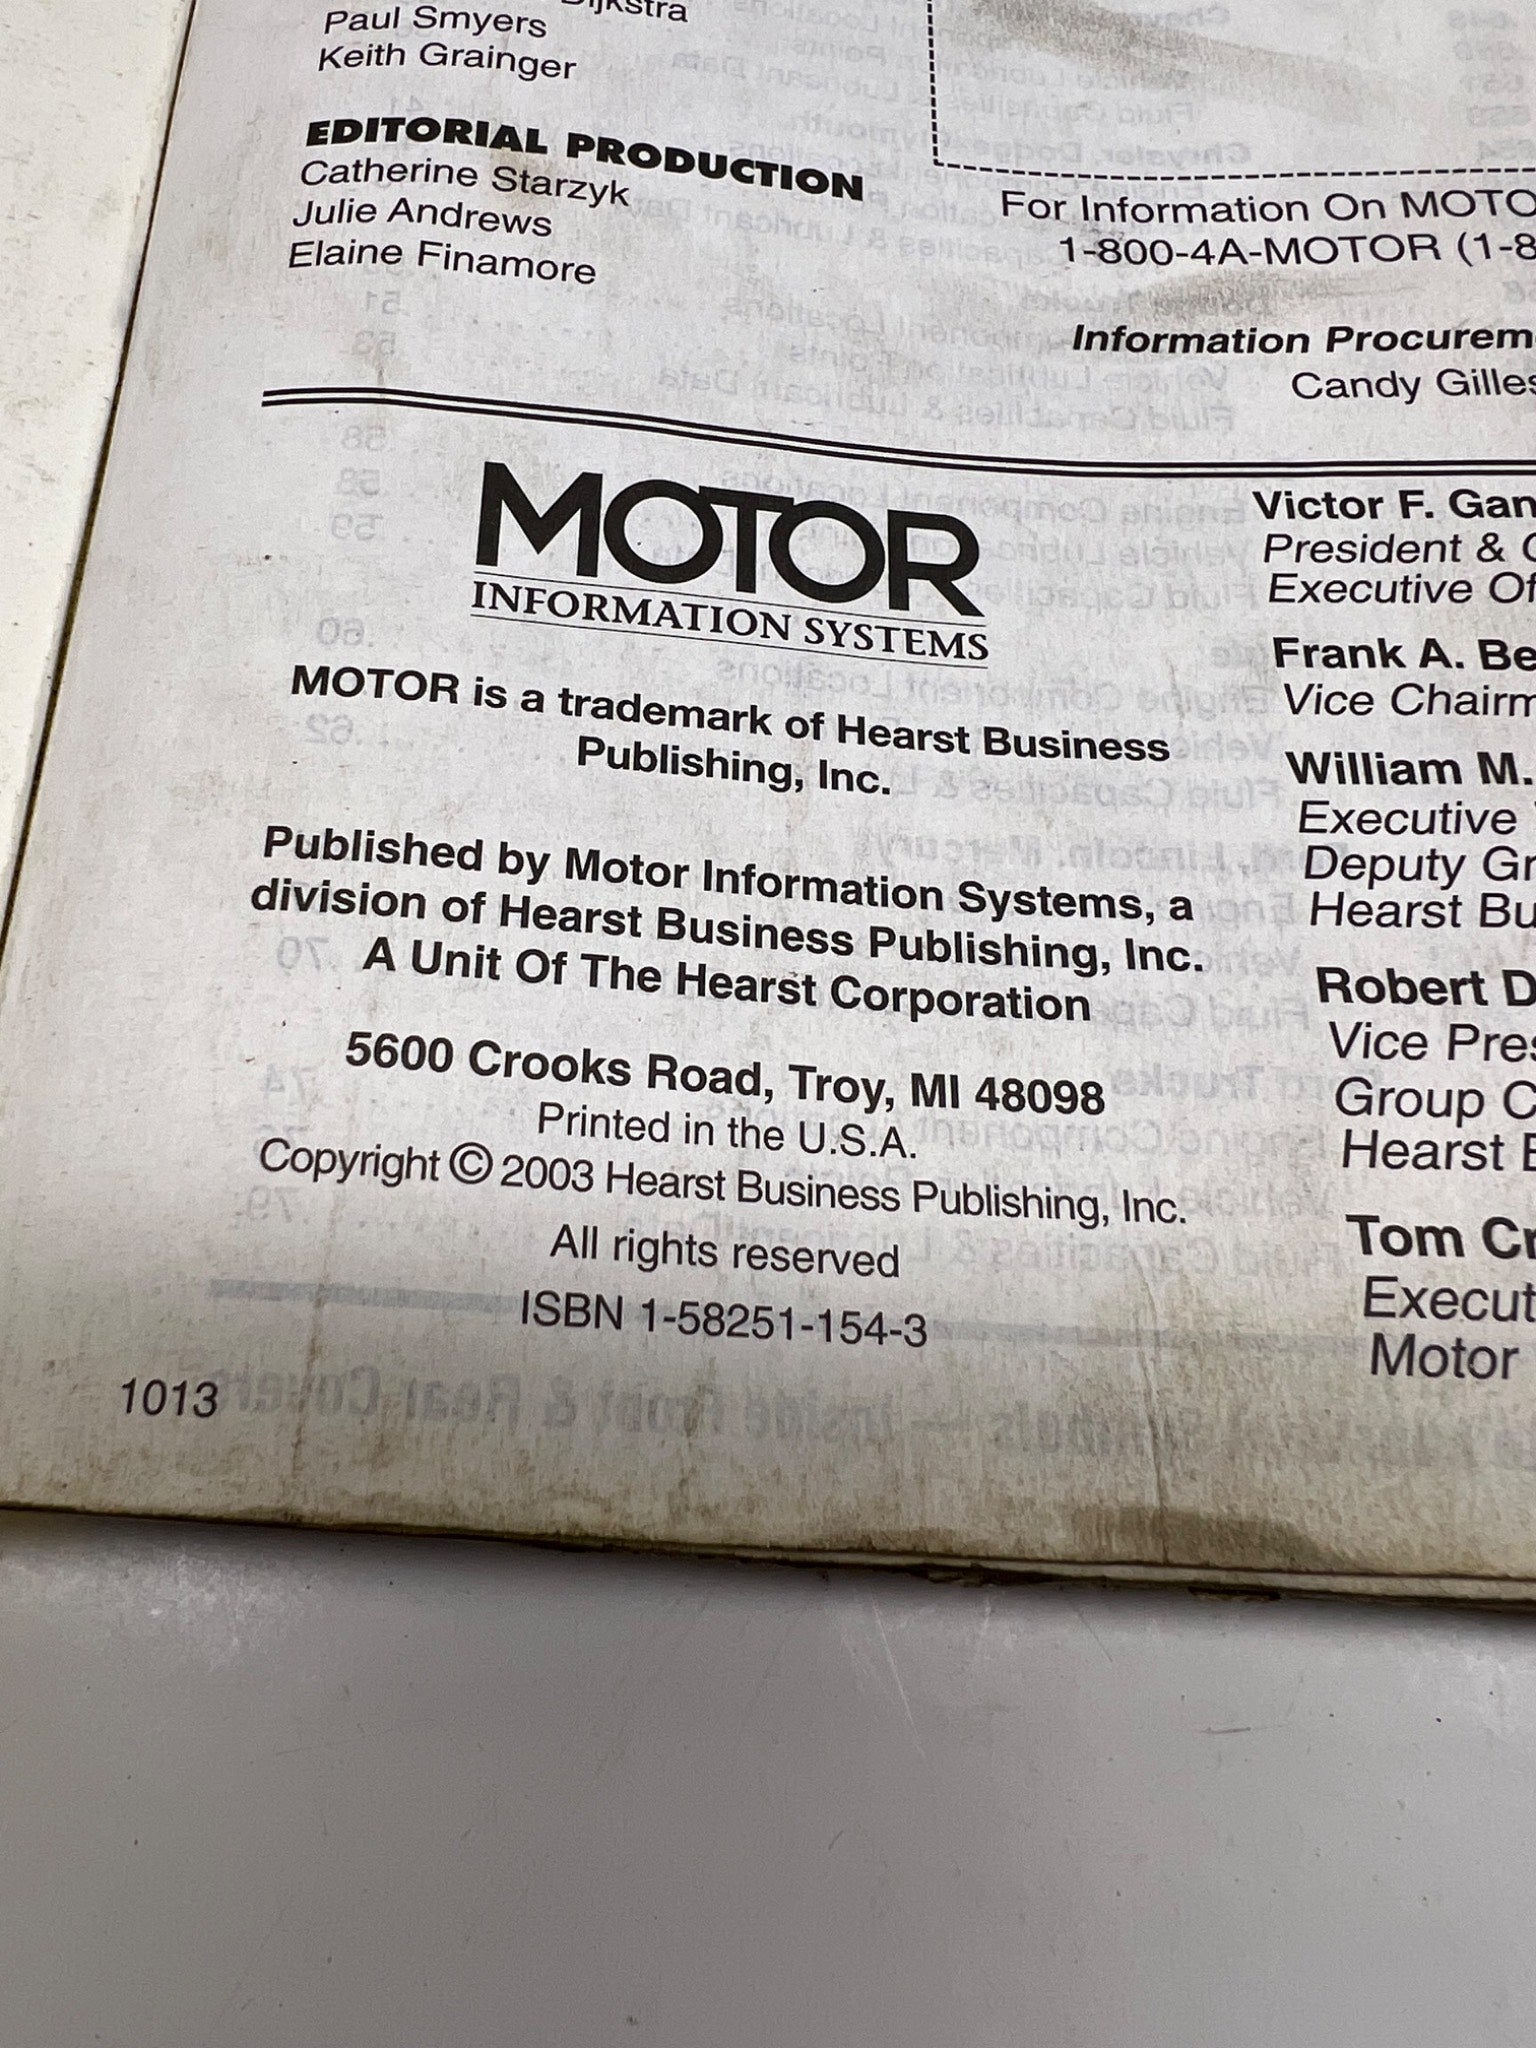 Paul Smyers
Keith Grainger
EDITORIAL PRODUCTION
Catherine Starzyk
Julie Andrews
Elaine Finamore
For Information On
1-800-4A-MOTOR
Information
Candy
MOTOR
INFORMATION SYSTEMS
MOTOR is a trademark of Hearst Business
Publishing, Inc.
Published by Motor Information Systems, a
division of Hearst Business Publishing, Inc.
A Unit Of The Hearst Corporation
5600 Crooks Road, Troy, MI 48098
Printed in the U.S.A.
Copyright © 2003 Hearst Business Publishing, Inc.
All rights reserved
ISBN 1-58251-154-3
1013
Victor F.
President &
Executive
Frank A.
Vice
William M.
Executive
Deputy
Hearst
Robert
Vice
Group
Hearst
Tom
Motor